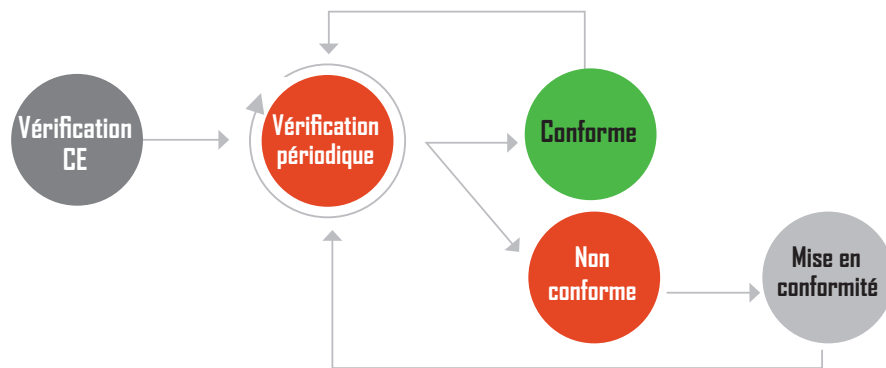 Vérification
CE
Vérification
périodique
Conforme
Non
conforme
Mise en
conformité